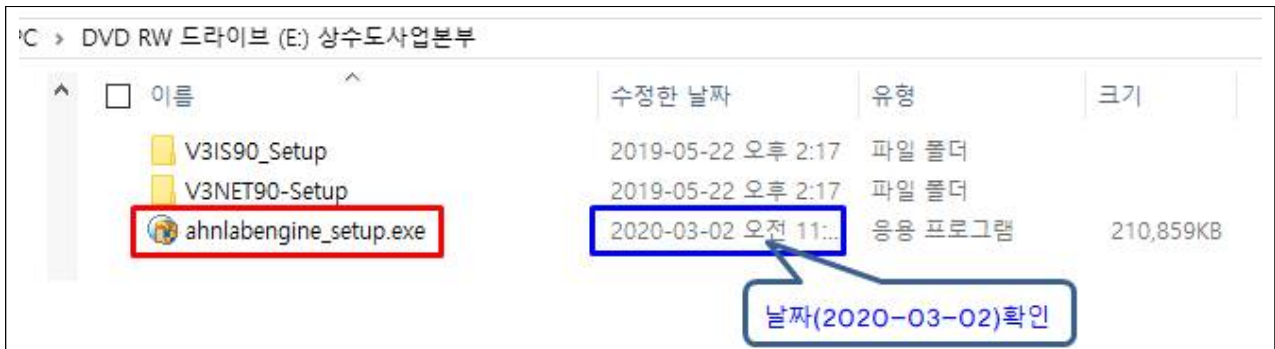 PC > DVD RW 드라이브 (E:) 상수도사업본부
이름 수정한 날짜 유형 크기
V3IS90_Setup 2019-05-22 오후 2:17 파일 폴더
V3NET90-Setup 2019-05-22 오후 2:17 파일 폴더
ahnlabengine_setup.exe 2020-03-02 오전 11:... 응용 프로그램 210,859KB
날짜(2020-03-02)확인